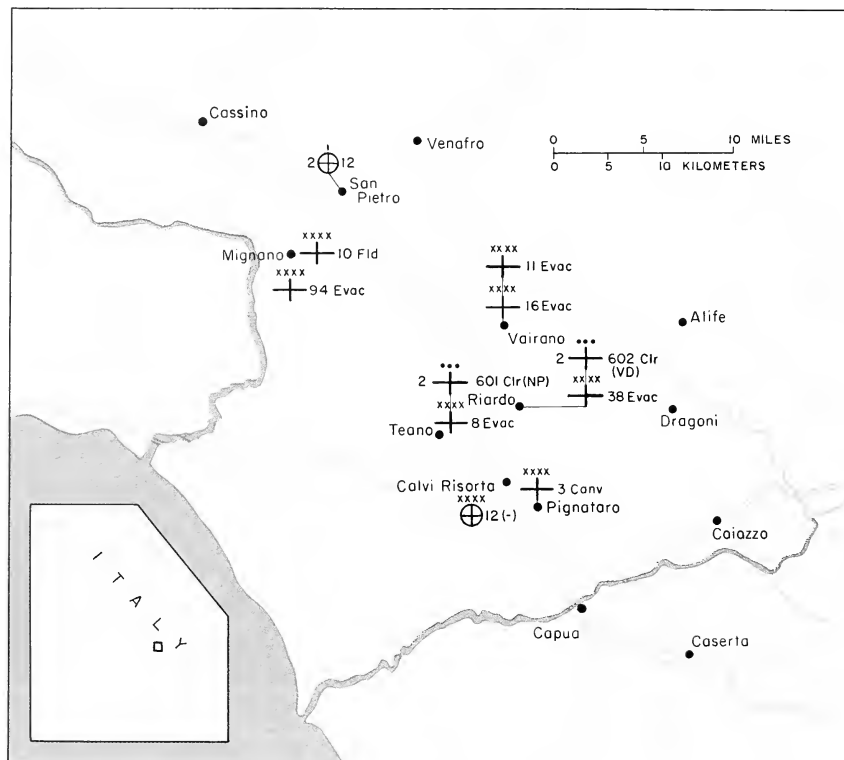 Cassino
Venafro
0 5 10 MILES
0 5 10 KILOMETERS
2 12
San
Pietro
xxxx
Mignano 10 Fld
xxxx
94 Evac
xxxx
11 Evac
xxxx
16 Evac
Vairano
Alife
2 602 Clr
(VD)
2 601 Clr (NP)
xxxx
38 Evac
Riardo
xxxx
8 Evac
Teano
Dragoni
Calvi Risorta
xxxx
3 Canv
Pignataro
xxxx
12 (-)
Caiazzo
Capua
Caserta
ITALY